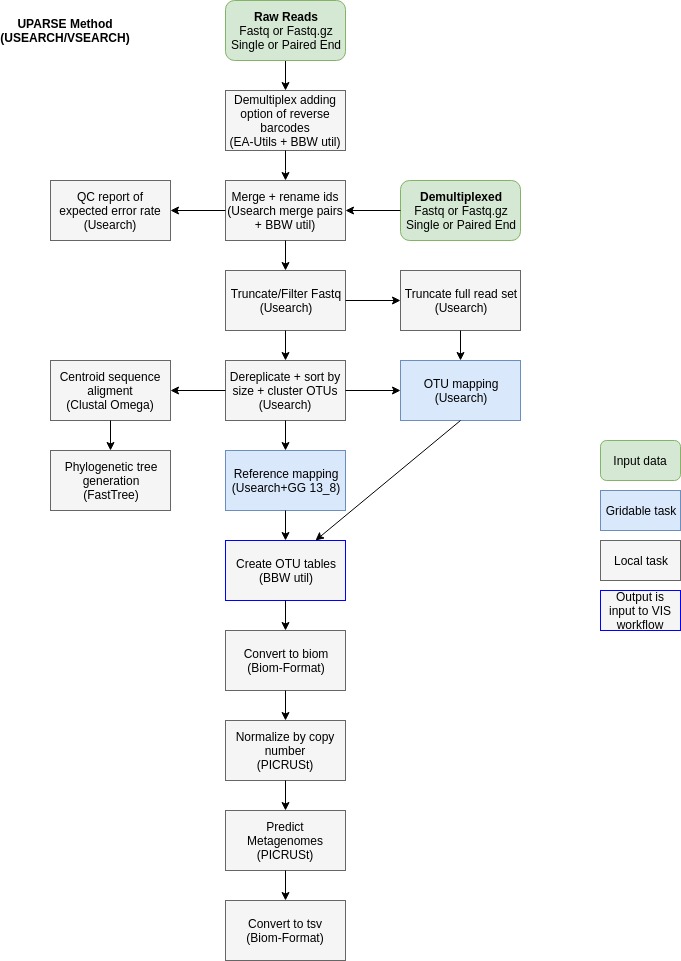 UPARSE Method
(USEARCH/VSEARCH)
Raw Reads
Fastq or Fastq.gz
Single or Paired End
Demultiplex adding
option of reverse
barcodes
(EA-Utils + BBW util)
QC report of
expected error rate
(Usearch)
Merge + rename ids
(Usearch merge pairs
+ BBW util)
Demultiplexed
Fastq or Fastq.gz
Single or Paired End
Truncate/Filter Fastq
(Usearch)
Truncate full read set
(Usearch)
Centroid sequence
aligment
(Clustal Omega)
Dereplicate + sort by
size + cluster OTUs
(Usearch)
OTU mapping
(Usearch)
Phylogenetic tree
generation
(FastTree)
Reference mapping
(Usearch+GG 13_8)
Input data
Gridable task
Create OTU tables
(BBW util)
Local task
Output is
input to VIS
workflow
Convert to biom
(Biom-Format)
Normalize by copy
number
(PICRUSt)
Predict
Metagenomes
(PICRUSt)
Convert to tsv
(Biom-Format)